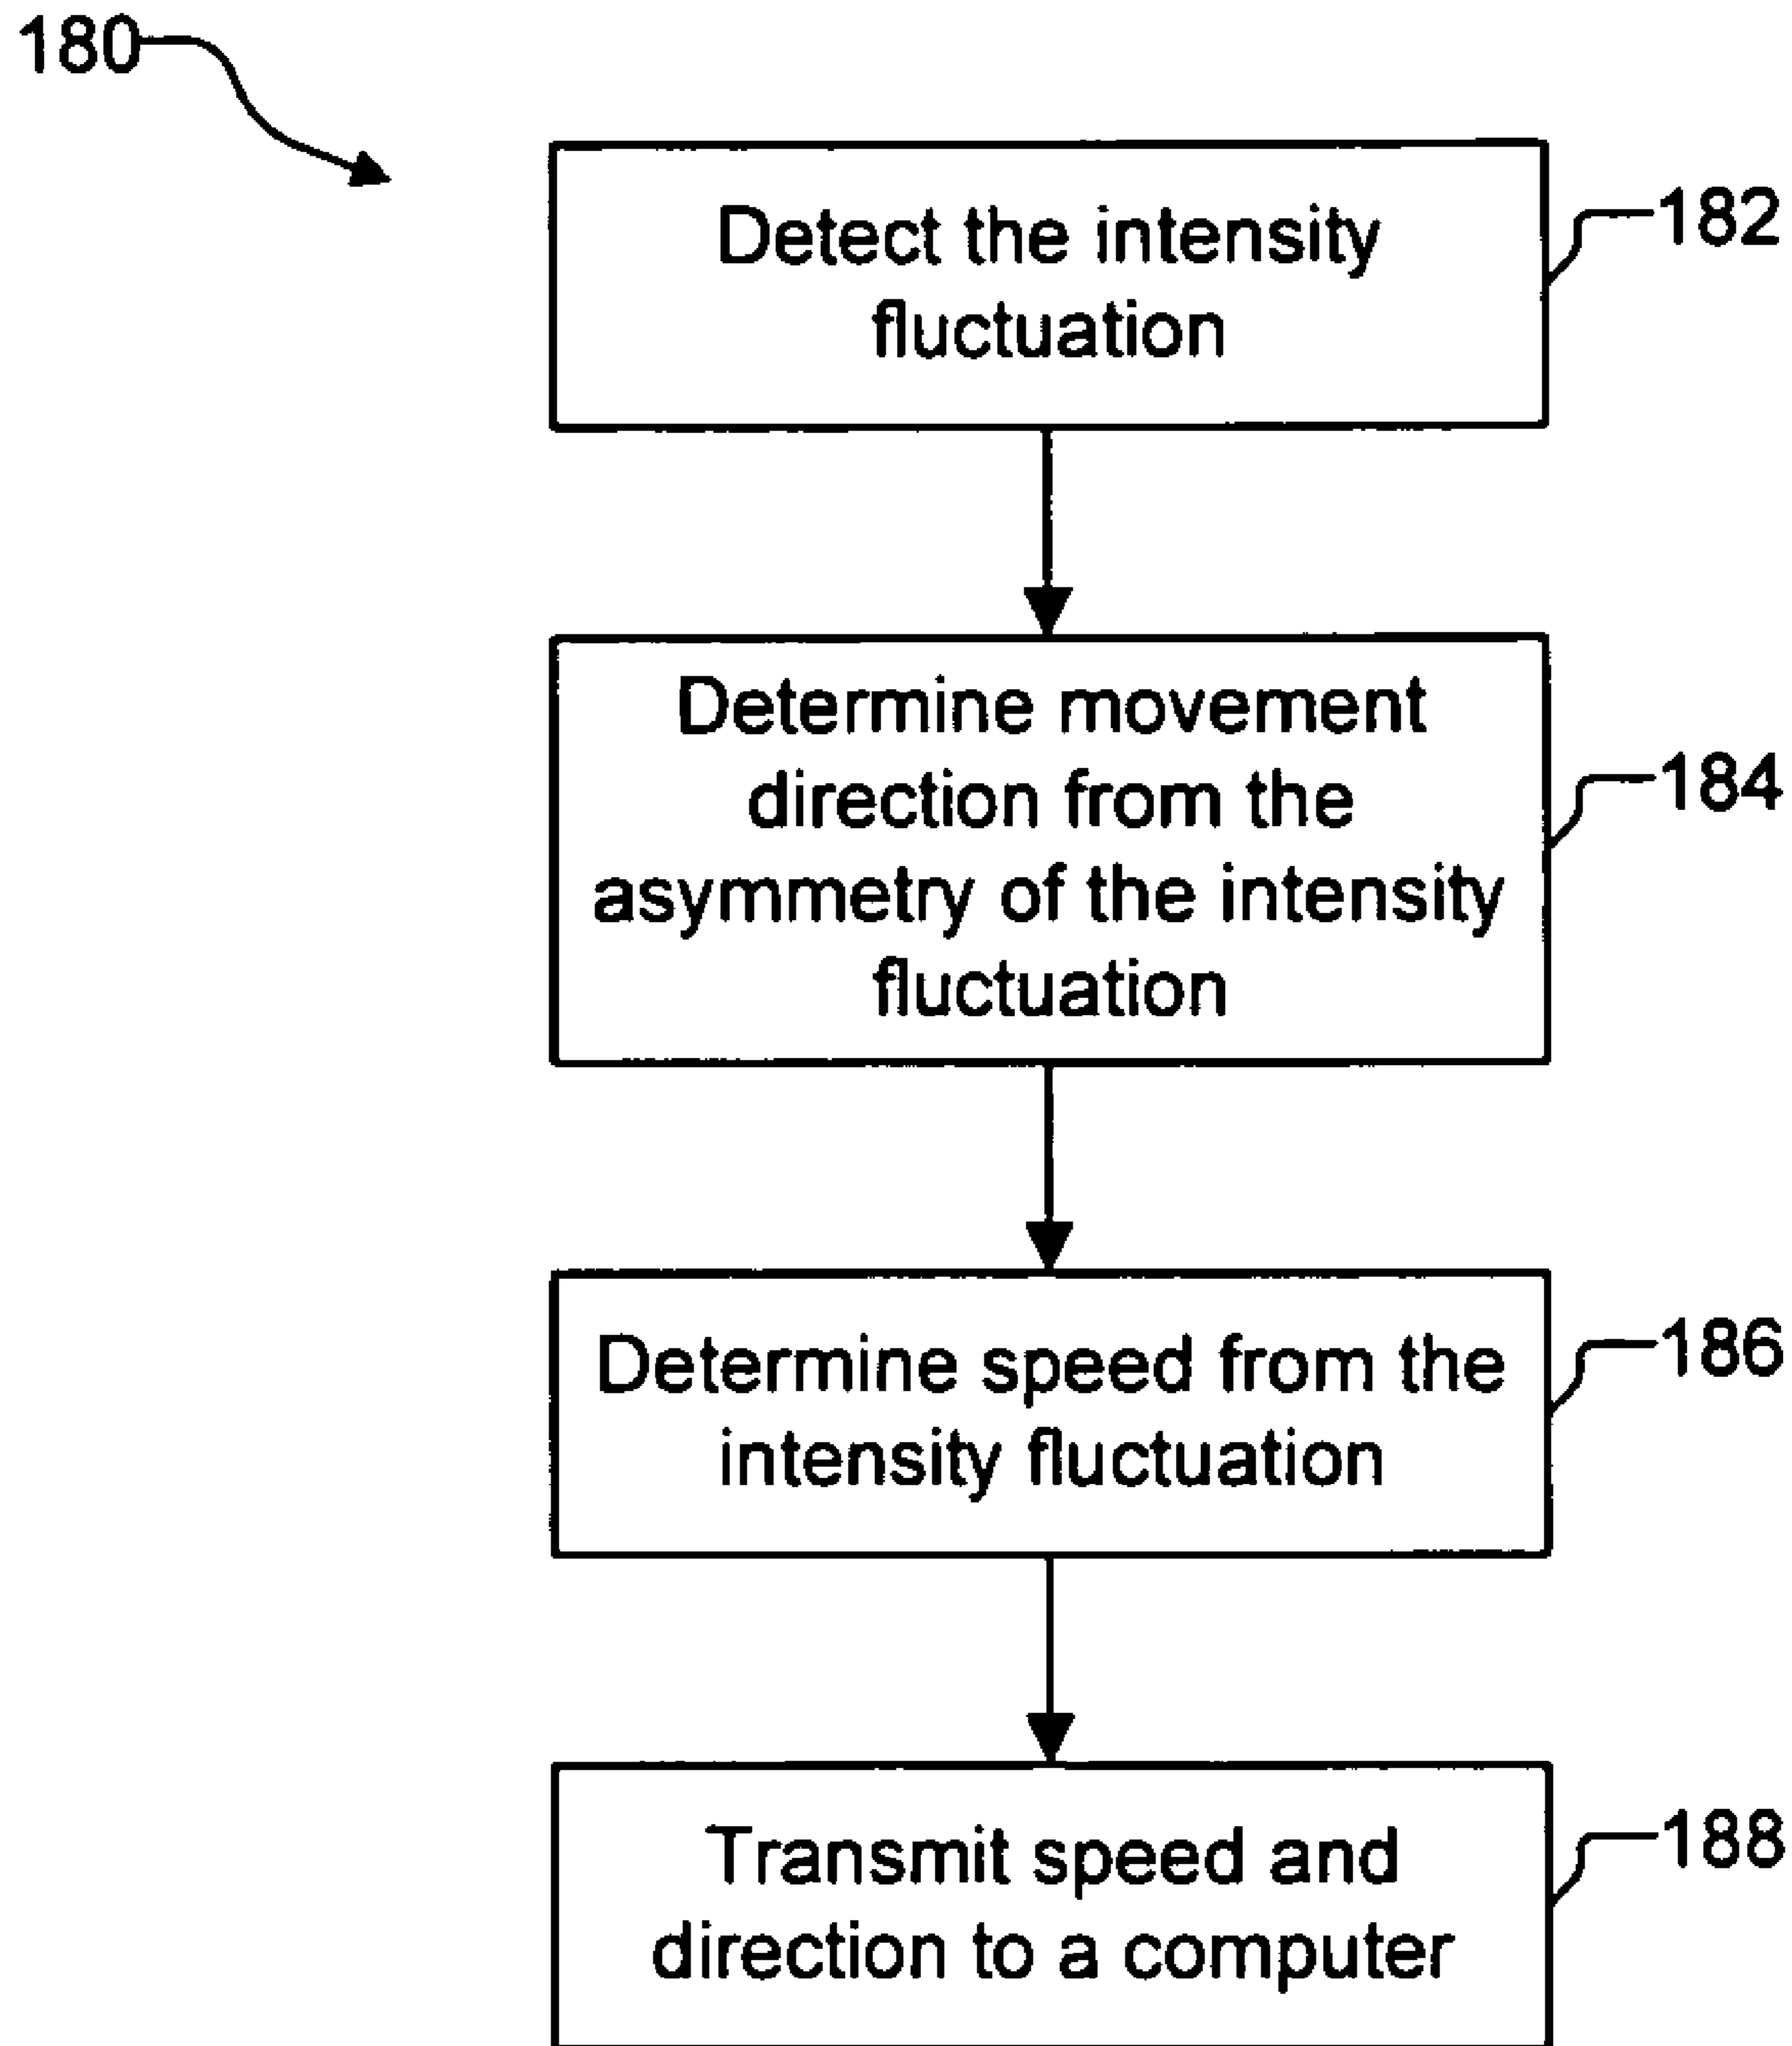 180
Detect the intensity
fluctuation
182
Determine movement
direction from the
asymmetry of the intensity
fluctuation
184
Determine speed from the
intensity fluctuation
186
Transmit speed and
direction to a computer
188